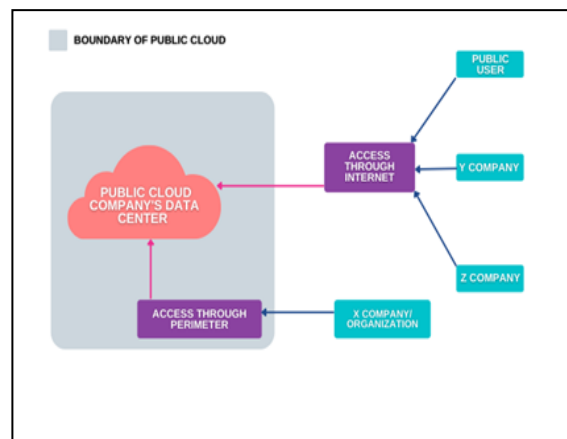 BOUNDARY OF PUBLIC CLOUD
PUBLIC
USER
ACCESS
THROUGH
INTERNET
Y COMPANY
PUBLIC CLOUD
COMPANY'S DATA
CENTER
Z COMPANY
ACCESS THROUGH
PERIMETER
X COMPANY/
ORGANIZATION